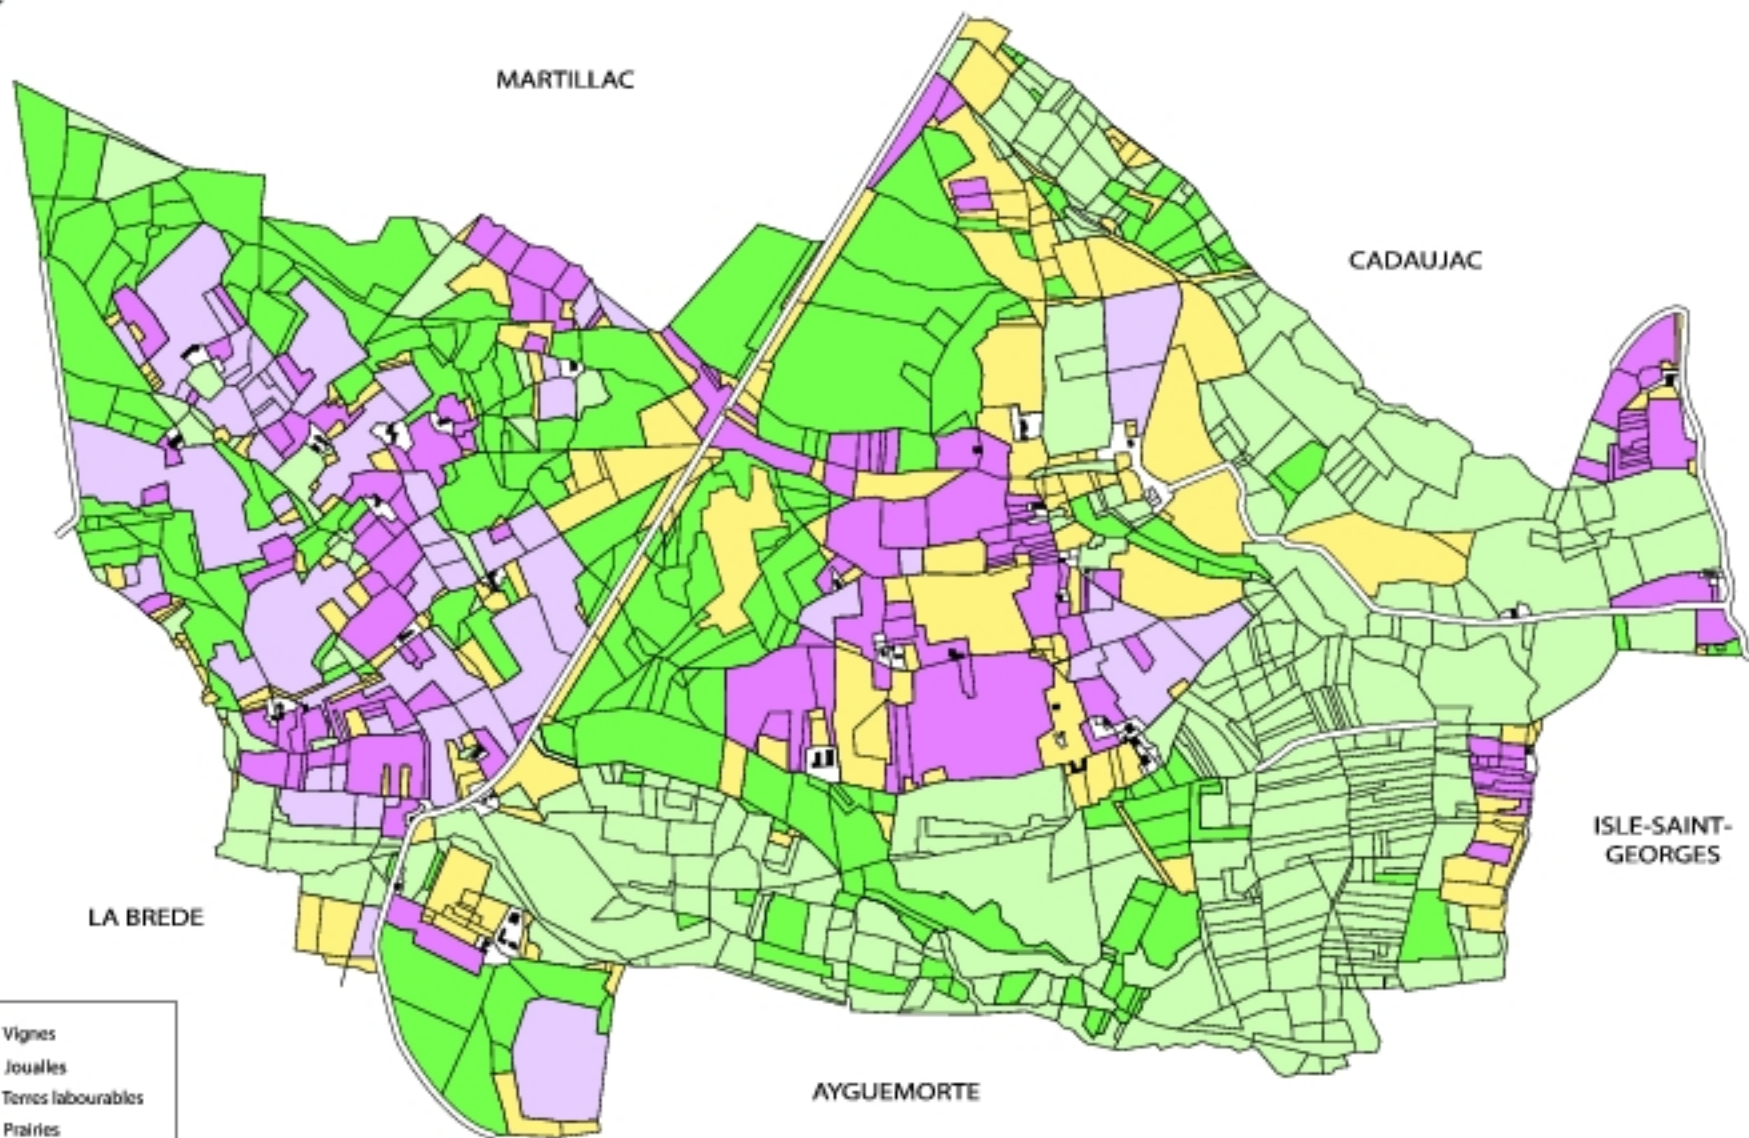 MARTILLAC
CADAUJAC
ISLE-SAINT-
GEORGES
LA BREDE
AYGUEMORTE
Vignes
Joualles
Terres labourables
Prairies